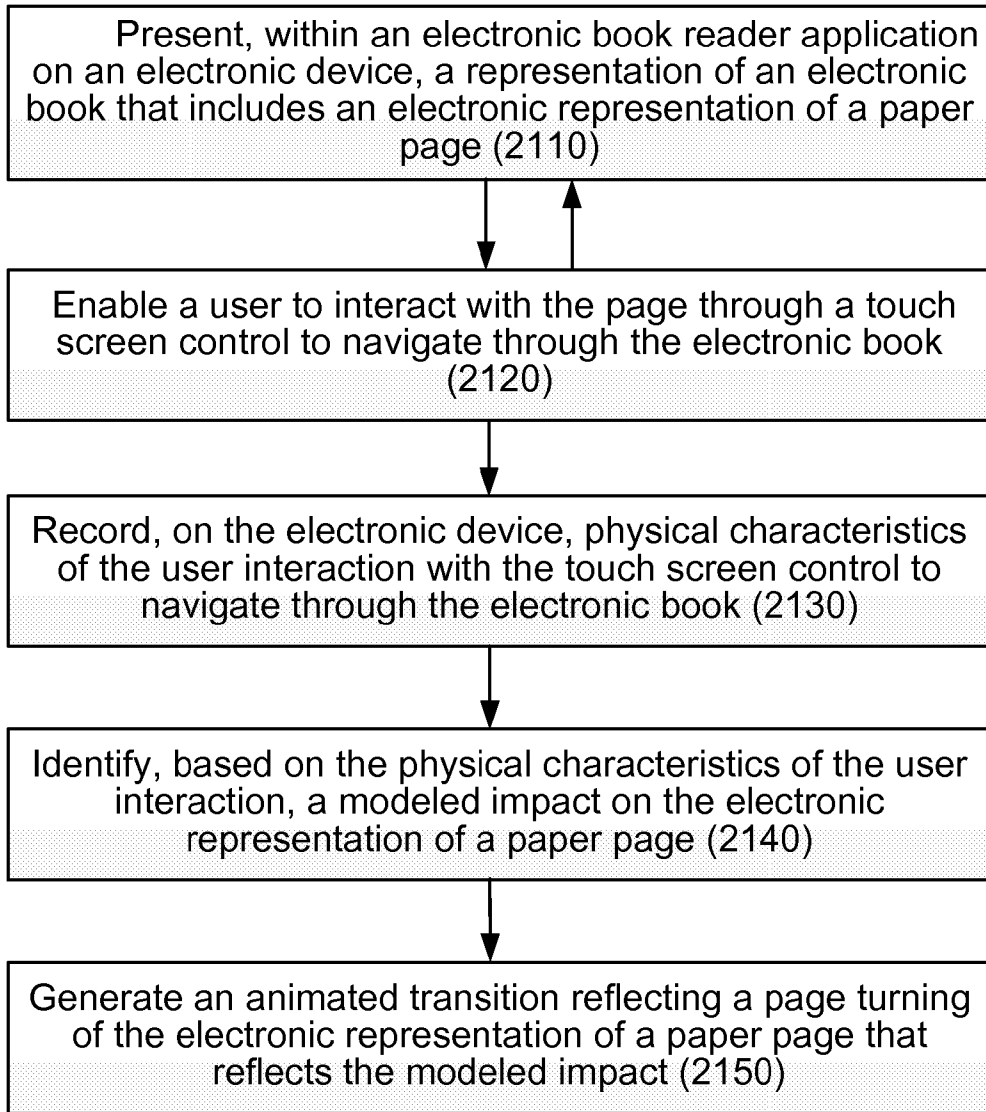 Present, within an electronic book reader application
on an electronic device, a representation of an electronic
book that includes an electronic representation of a paper
page (2110)
Enable a user to interact with the page through a touch
screen control to navigate through the electronic book
(2120)
Record, on the electronic device, physical characteristics
of the user interaction with the touch screen control to
navigate through the electronic book (2130)
Identify, based on the physical characteristics of the user
interaction, a modeled impact on the electronic
representation of a paper page (2140)
Generate an animated transition reflecting a page turning
of the electronic representation of a paper page that
reflects the modeled impact (2150)